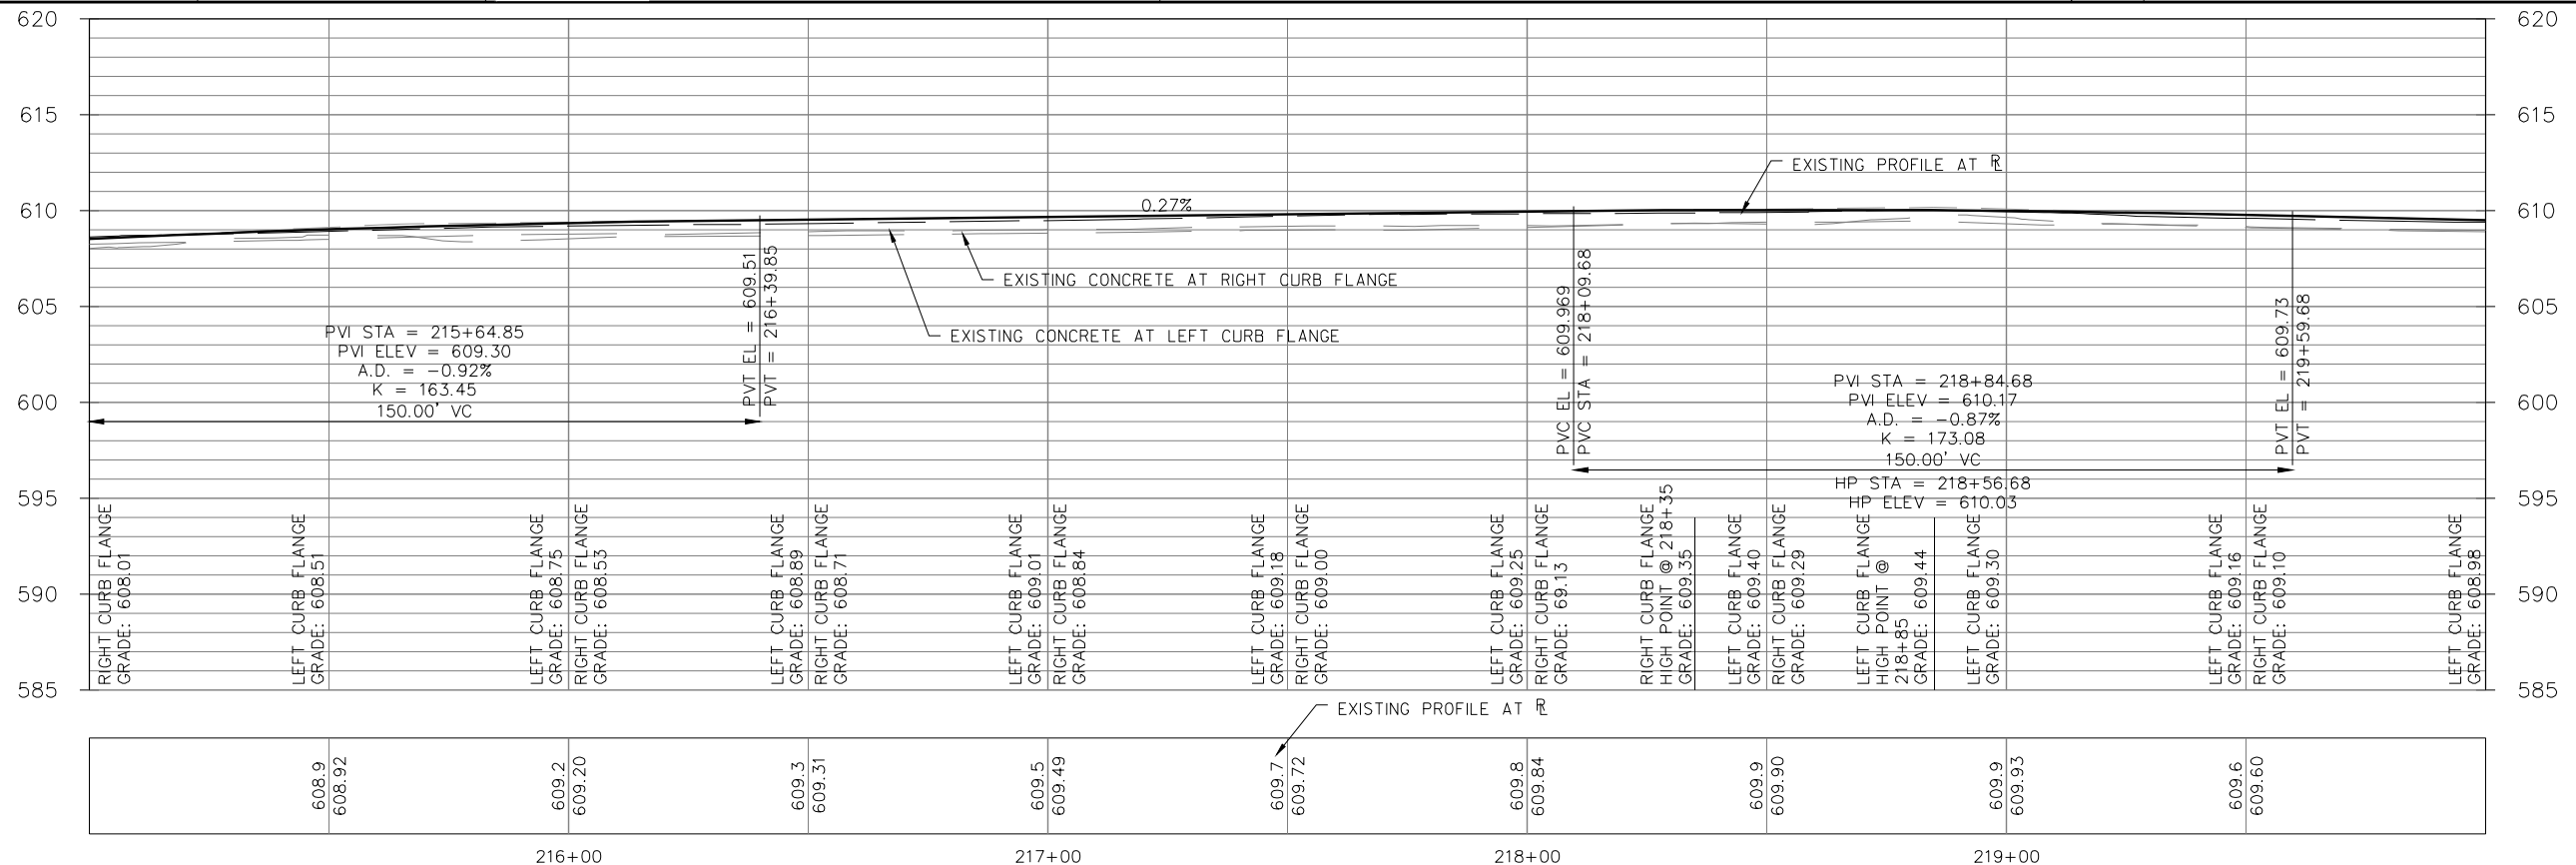 620
620
615
615
610
610
605
605
600
600
595
595
590
590
585
585
EXISTING PROFILE AT ℞L
0.27%
EXISTING CONCRETE AT RIGHT CURB FLANGE
EXISTING CONCRETE AT LEFT CURB FLANGE
PVI STA = 215+64.85
PVI ELEV = 609.30
A.D. = -0.92%
K = 163.45
150.00' VC
PVT EL = 609.51
PVT = 216+39.85
PVC EL = 609.969
PVC STA = 218+09.68
PVI STA = 218+84.68
PVI ELEV = 610.17
A.D. = -0.87%
K = 173.08
150.00' VC
HP STA = 218+56.68
HP ELEV = 610.03
PVT EL = 609.73
PVT = 219+59.68
RIGHT CURB FLANGE
GRADE: 608.01
LEFT CURB FLANGE
GRADE: 608.51
LEFT CURB FLANGE
GRADE: 608.75
RIGHT CURB FLANGE
GRADE: 608.53
LEFT CURB FLANGE
GRADE: 608.89
RIGHT CURB FLANGE
GRADE: 608.71
LEFT CURB FLANGE
GRADE: 609.01
RIGHT CURB FLANGE
GRADE: 608.84
LEFT CURB FLANGE
GRADE: 609.18
RIGHT CURB FLANGE
GRADE: 609.00
LEFT CURB FLANGE
GRADE: 609.25
RIGHT CURB FLANGE
GRADE: 69.13
RIGHT CURB FLANGE
HIGH POINT @ 218+35
GRADE: 609.35
LEFT CURB FLANGE
GRADE: 609.40
RIGHT CURB FLANGE
GRADE: 609.29
LEFT CURB FLANGE
HIGH POINT @
218+85
GRADE: 609.44
LEFT CURB FLANGE
GRADE: 609.30
LEFT CURB FLANGE
GRADE: 609.16
RIGHT CURB FLANGE
GRADE: 609.10
LEFT CURB FLANGE
GRADE: 608.98
EXISTING PROFILE AT ℞L
608.9
608.92
609.2
609.20
609.3
609.31
609.5
609.49
609.7
609.72
609.8
609.84
609.9
609.90
609.9
609.93
609.6
609.60
216+00
217+00
218+00
219+00